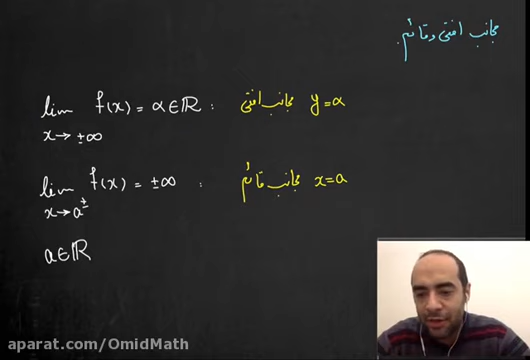 مجانب افقی و قائم
lim f(x) = α ∈ ℝ : مجانب افقی y = α
x → ±∞
lim f(x) = ±∞ : مجانب قائم x = a
x → a±
a ∈ ℝ
aparat.com/OmidMath